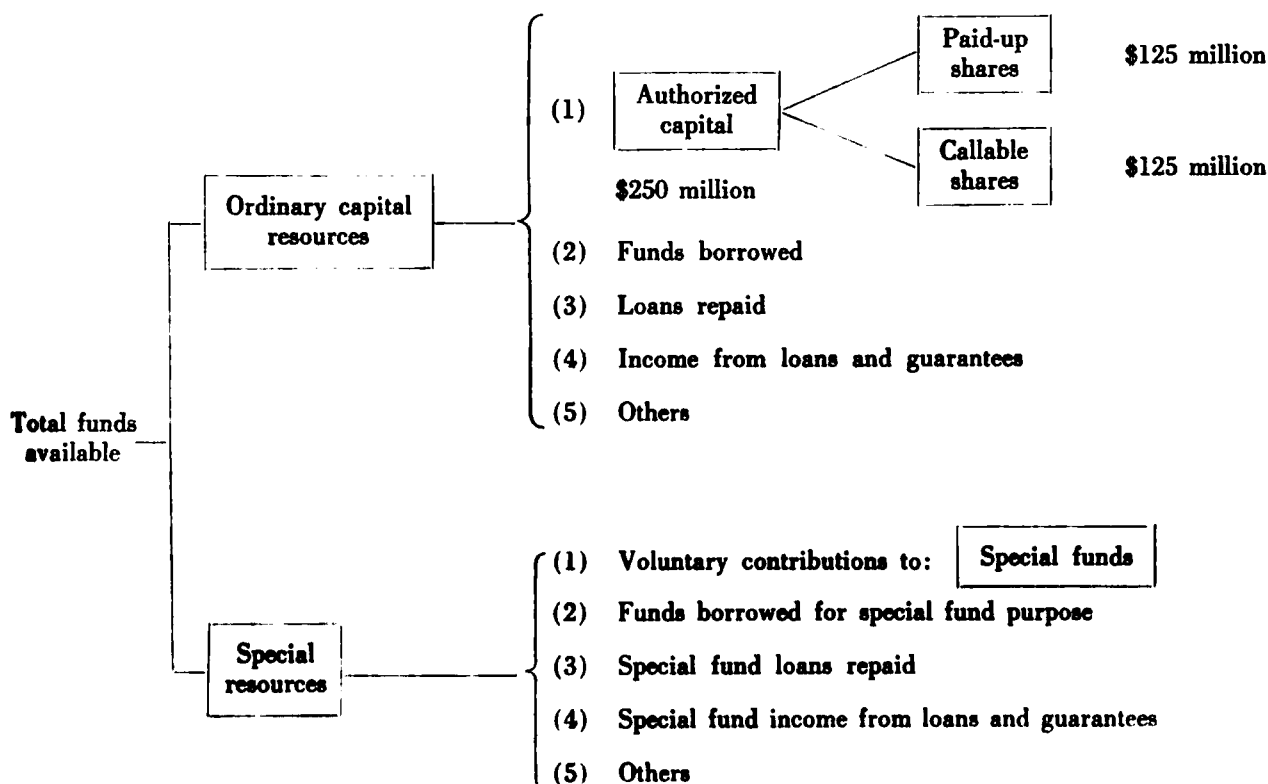 Paid-up
shares
$125 million
(1) Authorized
capital
Callable
shares
$125 million
$250 million
Ordinary capital
resources
(2) Funds borrowed
(3) Loans repaid
(4) Income from loans and guarantees
(5) Others
Total funds
available
(1) Voluntary contributions to: Special funds
(2) Funds borrowed for special fund purpose
Special
resources
(3) Special fund loans repaid
(4) Special fund income from loans and guarantees
(5) Others